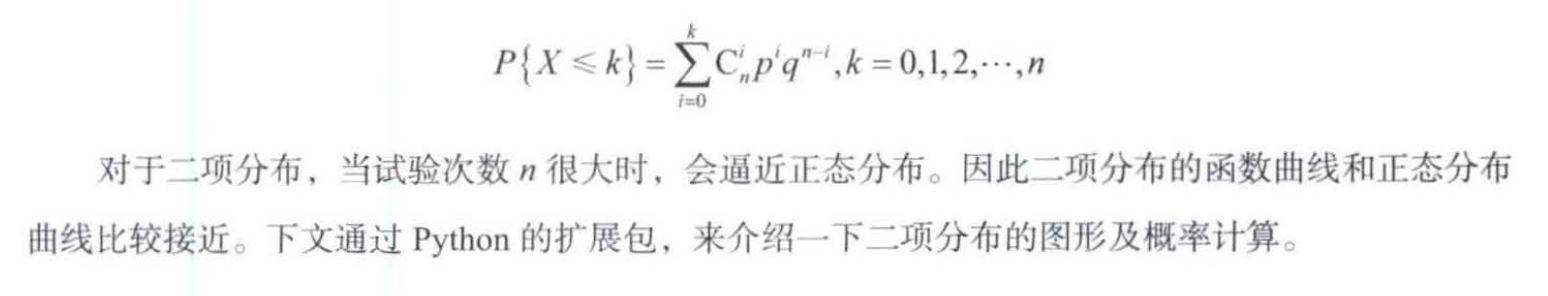 P{X ≤ k} = ∑_{i=0}^{k} C_n^i p^i q^{n-i}, k = 0,1,2,⋯,n
对于二项分布，当试验次数 n 很大时，会逼近正态分布。因此二项分布的函数曲线和正态分布
曲线比较接近。下文通过 Python 的扩展包，来介绍一下二项分布的图形及概率计算。